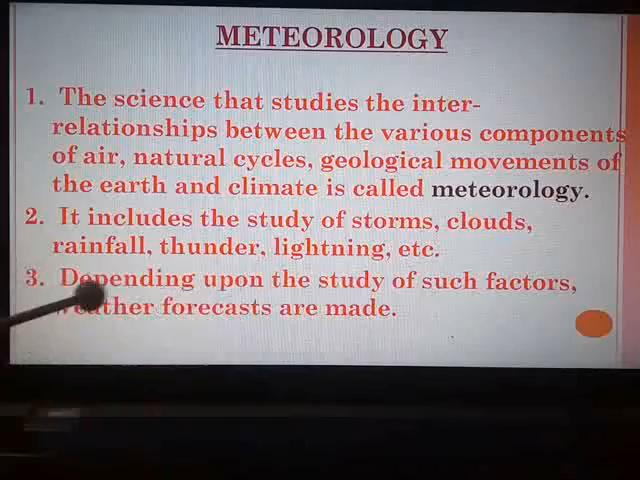 METEOROLOGY
1. The science that studies the inter-
relationships between the various components
of air, natural cycles, geological movements of
the earth and climate is called meteorology.
2. It includes the study of storms, clouds,
rainfall, thunder, lightning, etc.
3. Depending upon the study of such factors,
weather forecasts are made.